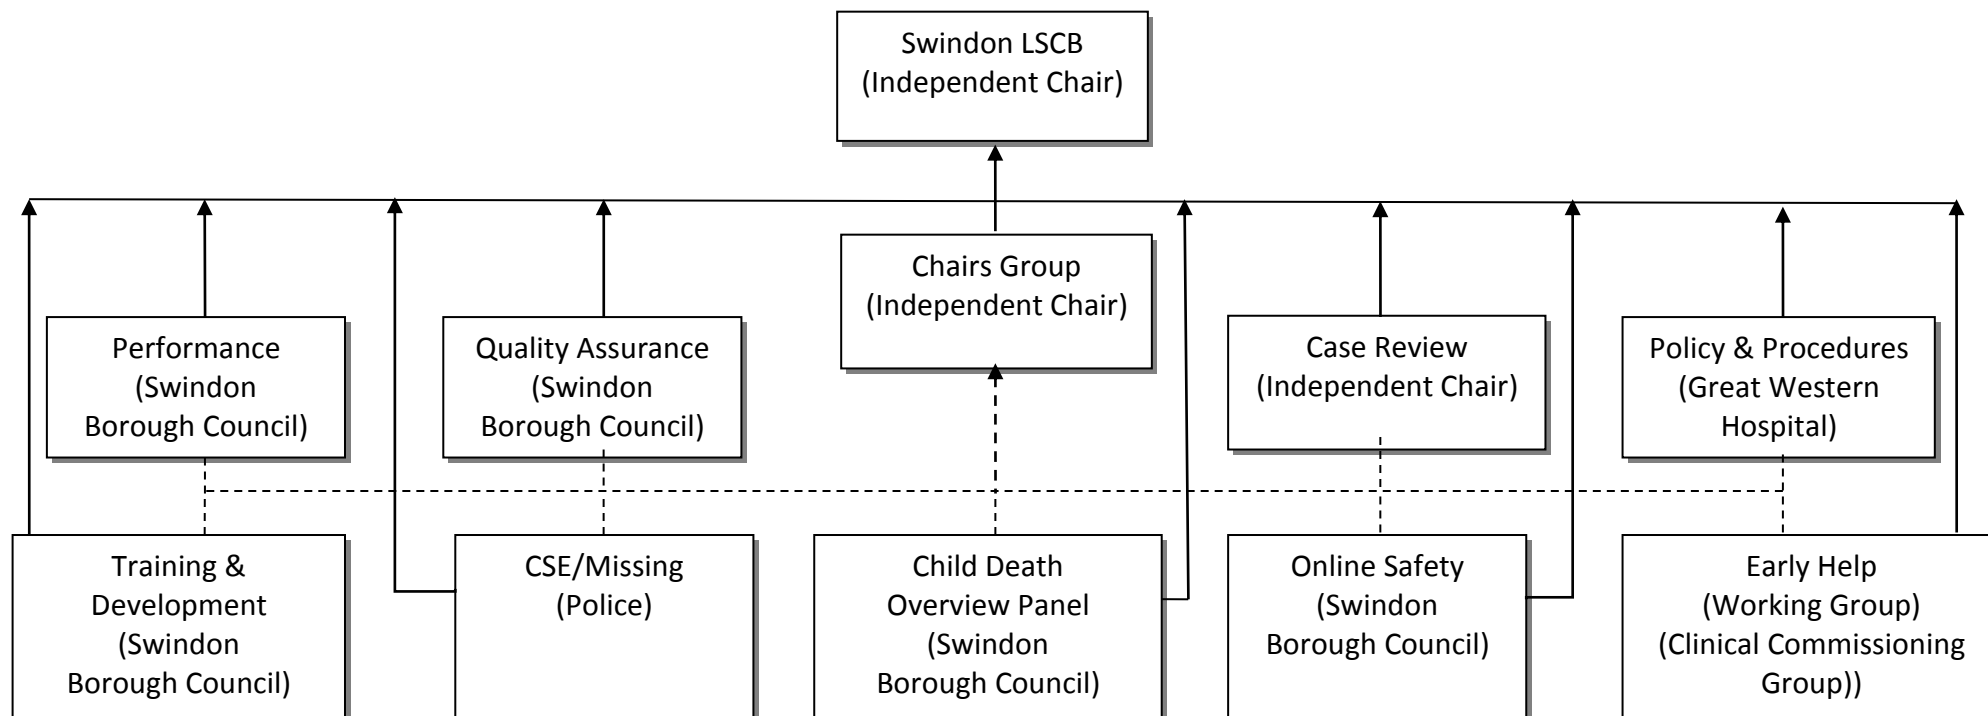 Swindon LSCB
(Independent Chair)
Chairs Group
(Independent Chair)
Performance
(Swindon
Borough Council)
Quality Assurance
(Swindon
Borough Council)
Case Review
(Independent Chair)
Policy & Procedures
(Great Western
Hospital)
Training &
Development
(Swindon
Borough Council)
CSE/Missing
(Police)
Child Death
Overview Panel
(Swindon
Borough Council)
Online Safety
(Swindon
Borough Council)
Early Help
(Working Group)
(Clinical Commissioning
Group))